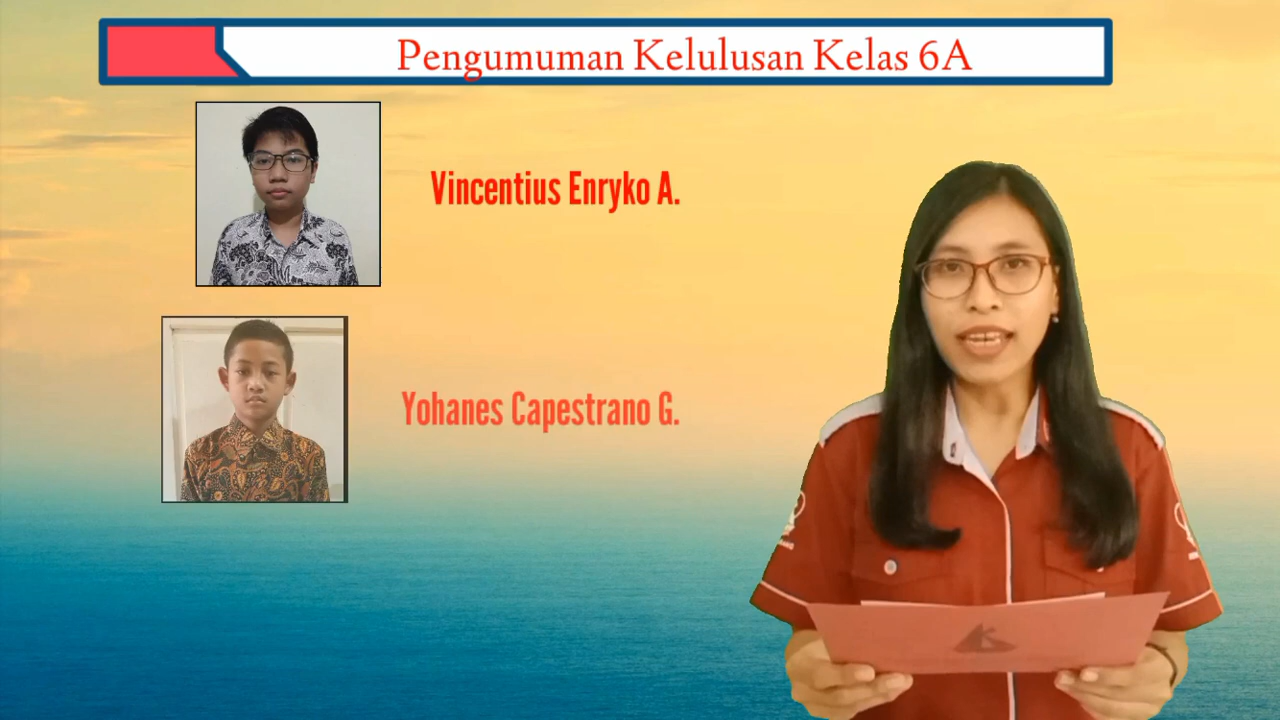 Pengumuman Kelulusan Kelas 6A
Vincentius Enryko A.
Yohanes Capestrano G.